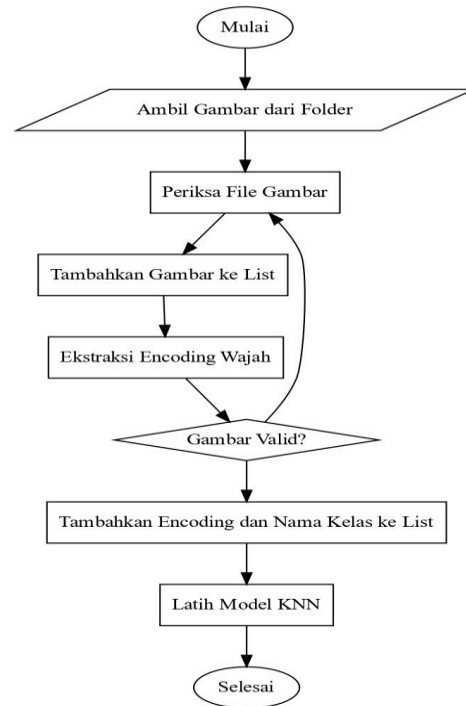 Mulai
Ambil Gambar dari Folder
Periksa File Gambar
Tambahkan Gambar ke List
Ekstraksi Encoding Wajah
Gambar Valid?
Tambahkan Encoding dan Nama Kelas ke List
Latih Model KNN
Selesai